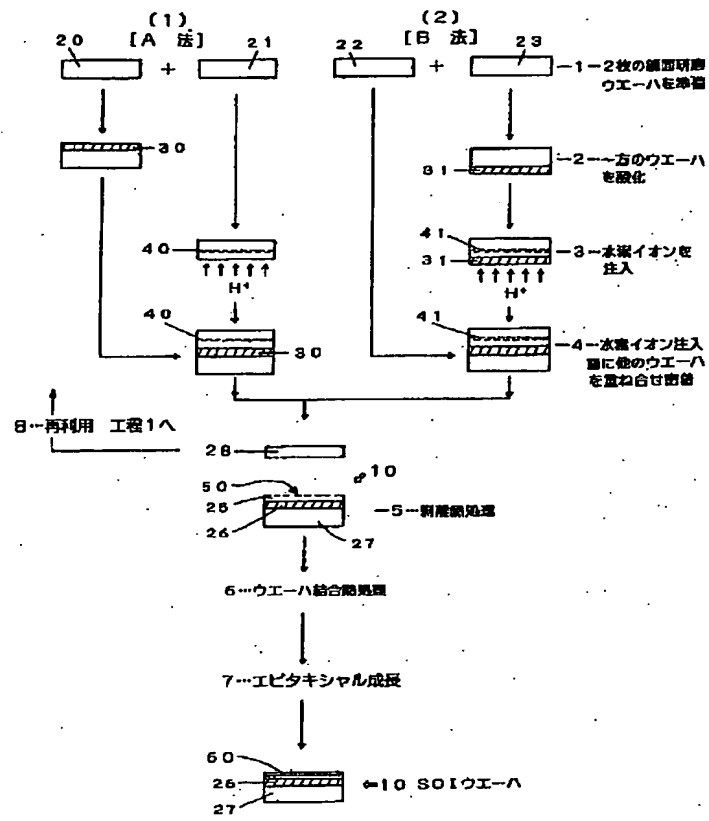 (1) (2)
[A 法] [B 法]
20 21 22 23
+ +
1…2枚の鏡面研磨
ウエーハを準備
30
31
2…一方のウエーハ
を酸化
40
41
31
3…水素イオンを
注入
H⁺ H⁺
40 41
30
4…水素イオン注入
面に他のウエーハ
を重ね合せ密着
8…再利用 工程1へ
28
10
50
25
26
27
5…剥離熱処理
6…ウエーハ結合熱処理
7…エピタキシャル成長
60
26
27
⇐10 SOIウエーハ